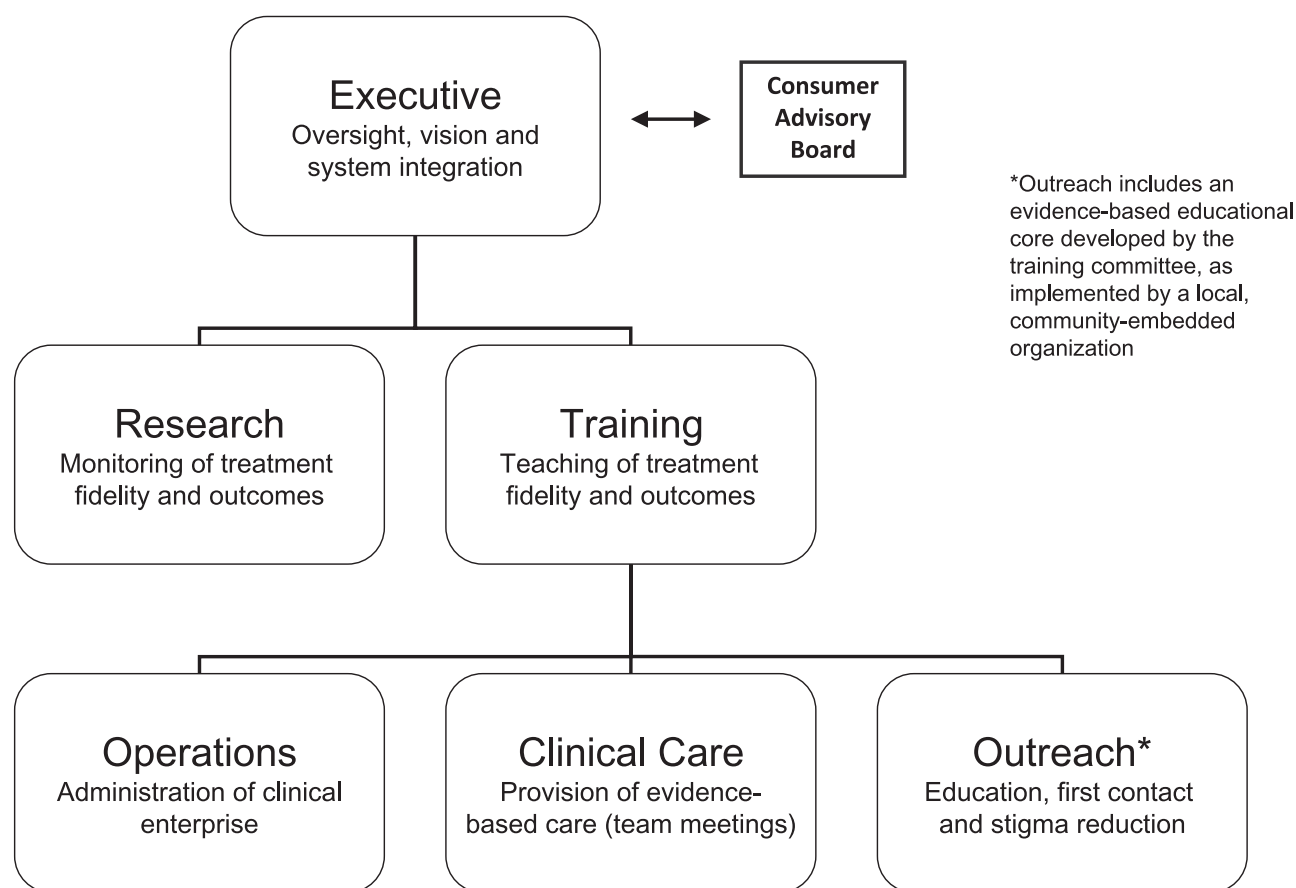 Executive
Oversight, vision and
system integration
Consumer
Advisory
Board
*Outreach includes an
evidence-based educational
core developed by the
training committee, as
implemented by a local,
community-embedded
organization
Research
Monitoring of treatment
fidelity and outcomes
Training
Teaching of treatment
fidelity and outcomes
Operations
Administration of clinical
enterprise
Clinical Care
Provision of evidence-
based care (team meetings)
Outreach*
Education, first contact
and stigma reduction